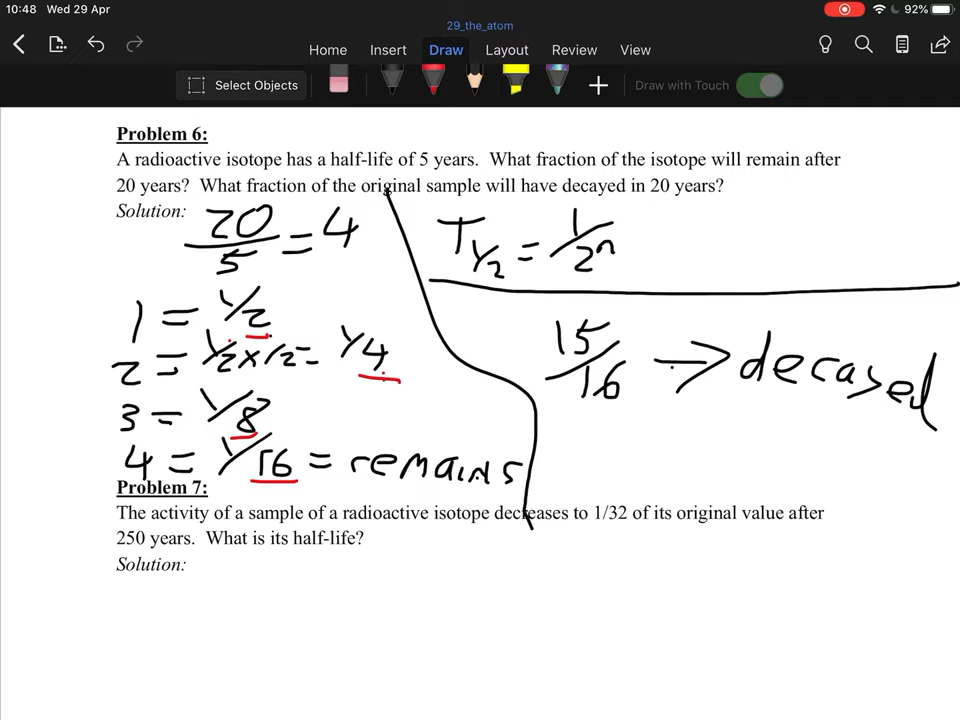 10:48 Wed 29 Apr
92%
29_the_atom
Home Insert Draw Layout Review View
Select Objects
Draw with Touch
Problem 6:
A radioactive isotope has a half-life of 5 years. What fraction of the isotope will remain after
20 years? What fraction of the original sample will have decayed in 20 years?
Solution:
20/5 = 4
1 = 1/2
2 = 1/2 x 1/2 = 1/4
3 = 1/8
4 = 1/16 = remains
T1/2 = 1/2n
15/16 → decased
Problem 7:
The activity of a sample of a radioactive isotope decreases to 1/32 of its original value after
250 years. What is its half-life?
Solution: